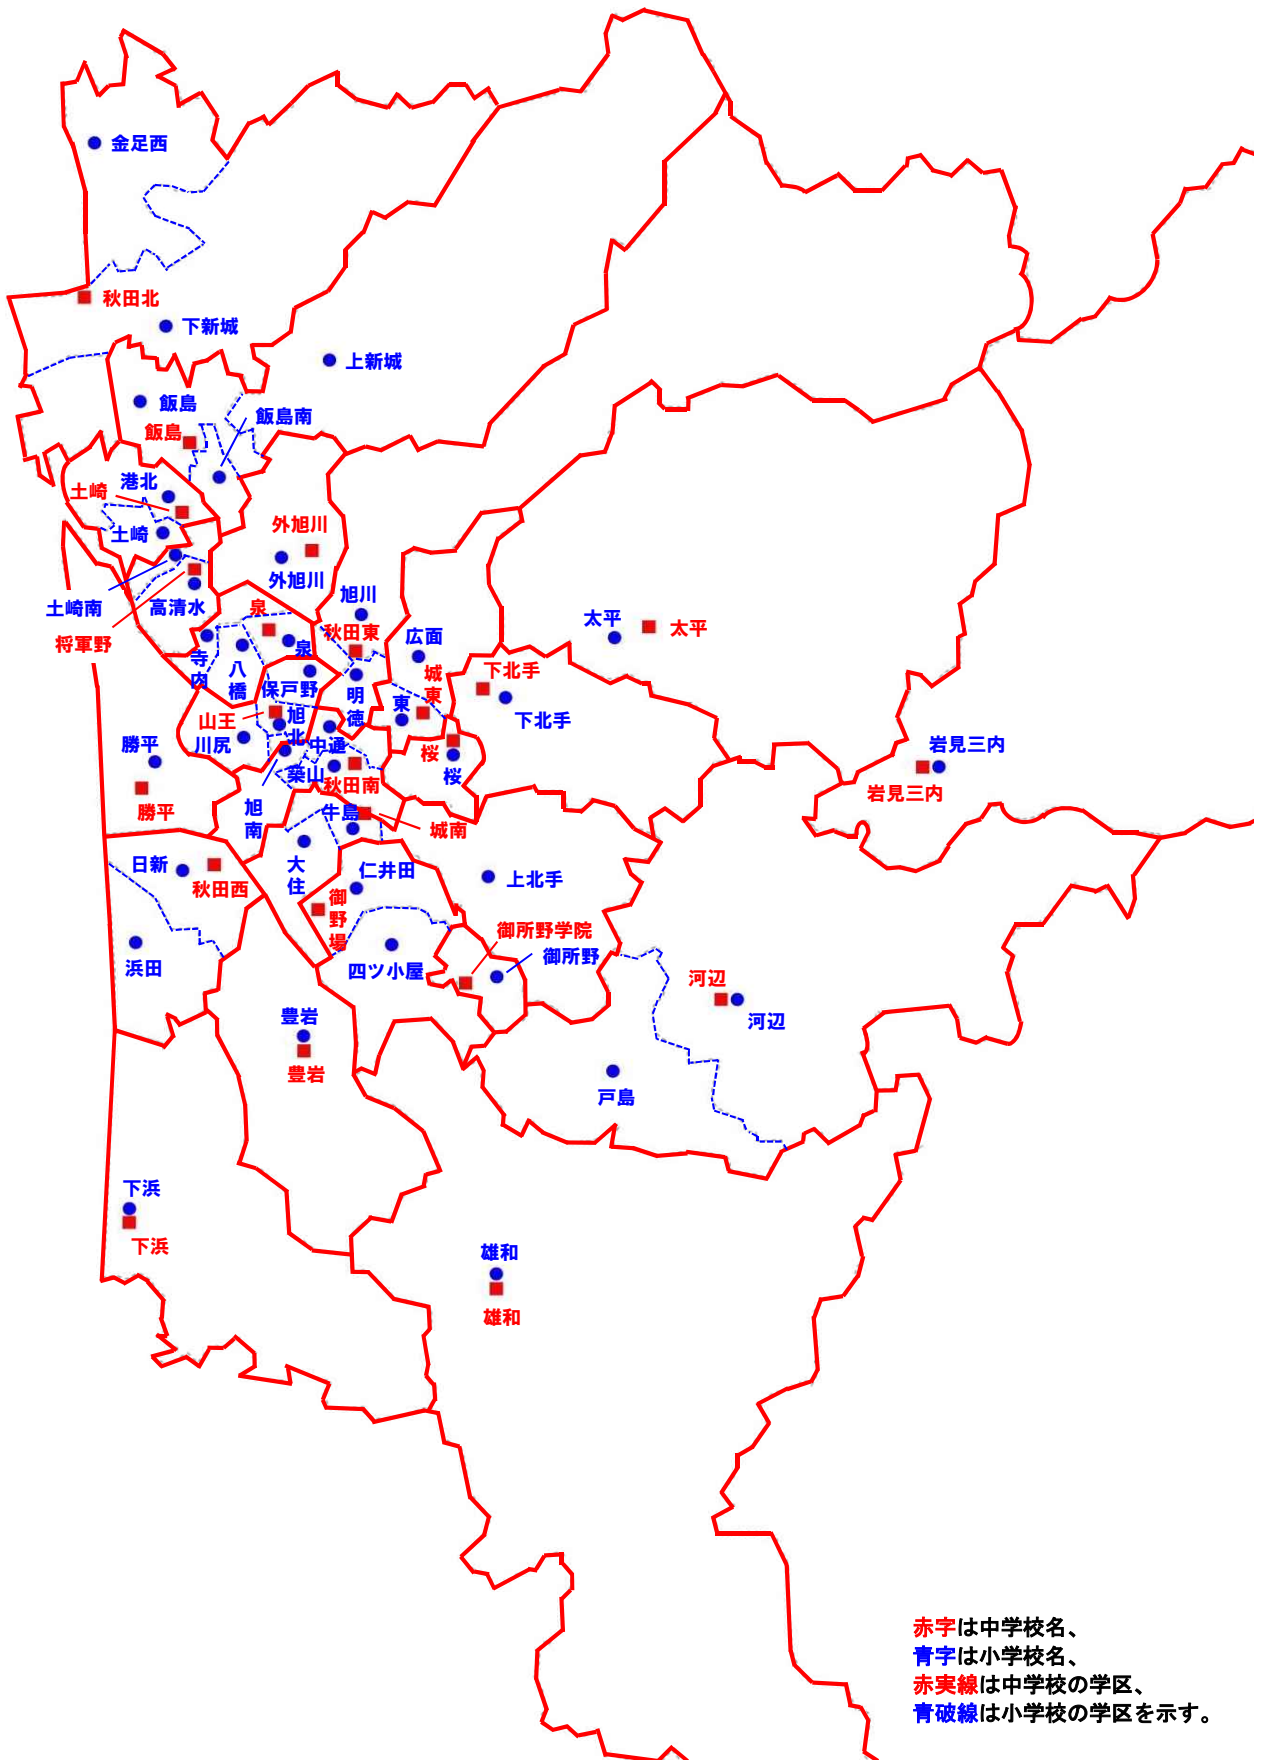 金足西
秋田北
下新城
上新城
飯島
飯島南
飯島
港北
土崎
土崎
外旭川
外旭川
土崎南
高清水
将軍野
旭川
泉
泉
秋田東
広面
太平
太平
寺内
八橋
保戸野
明徳
城東
東
下北手
下北手
山王
旭北
川尻
中通
桜
桜
勝平
勝平
築山
秋田南
旭南
岩見三内
岩見三内
牛島
城南
日新
秋田西
大住
仁井田
御野場
上北手
浜田
四ツ小屋
御所野学院
御所野
河辺
河辺
豊岩
豊岩
戸島
下浜
下浜
雄和
雄和
赤字は中学校名、
青字は小学校名、
赤実線は中学校の学区、
青破線は小学校の学区を示す。